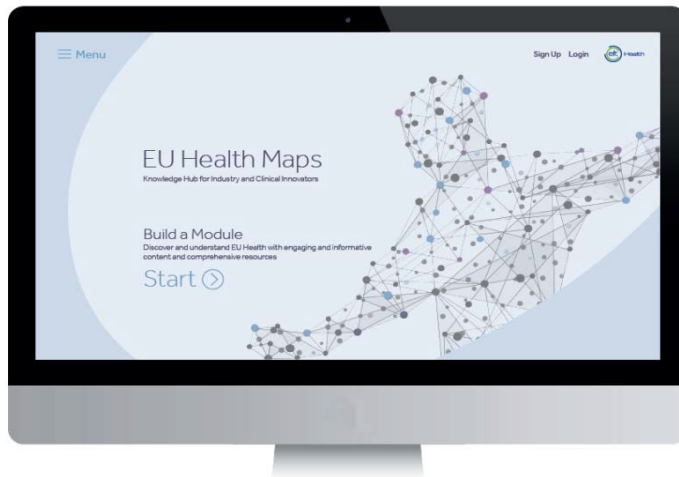 Menu
Sign Up Login
eit Health
EU Health Maps
Knowledge Hub for Industry and Clinical Innovators
Build a Module
Discover and understand EU Health with engaging and informative
content and comprehensive resources
Start